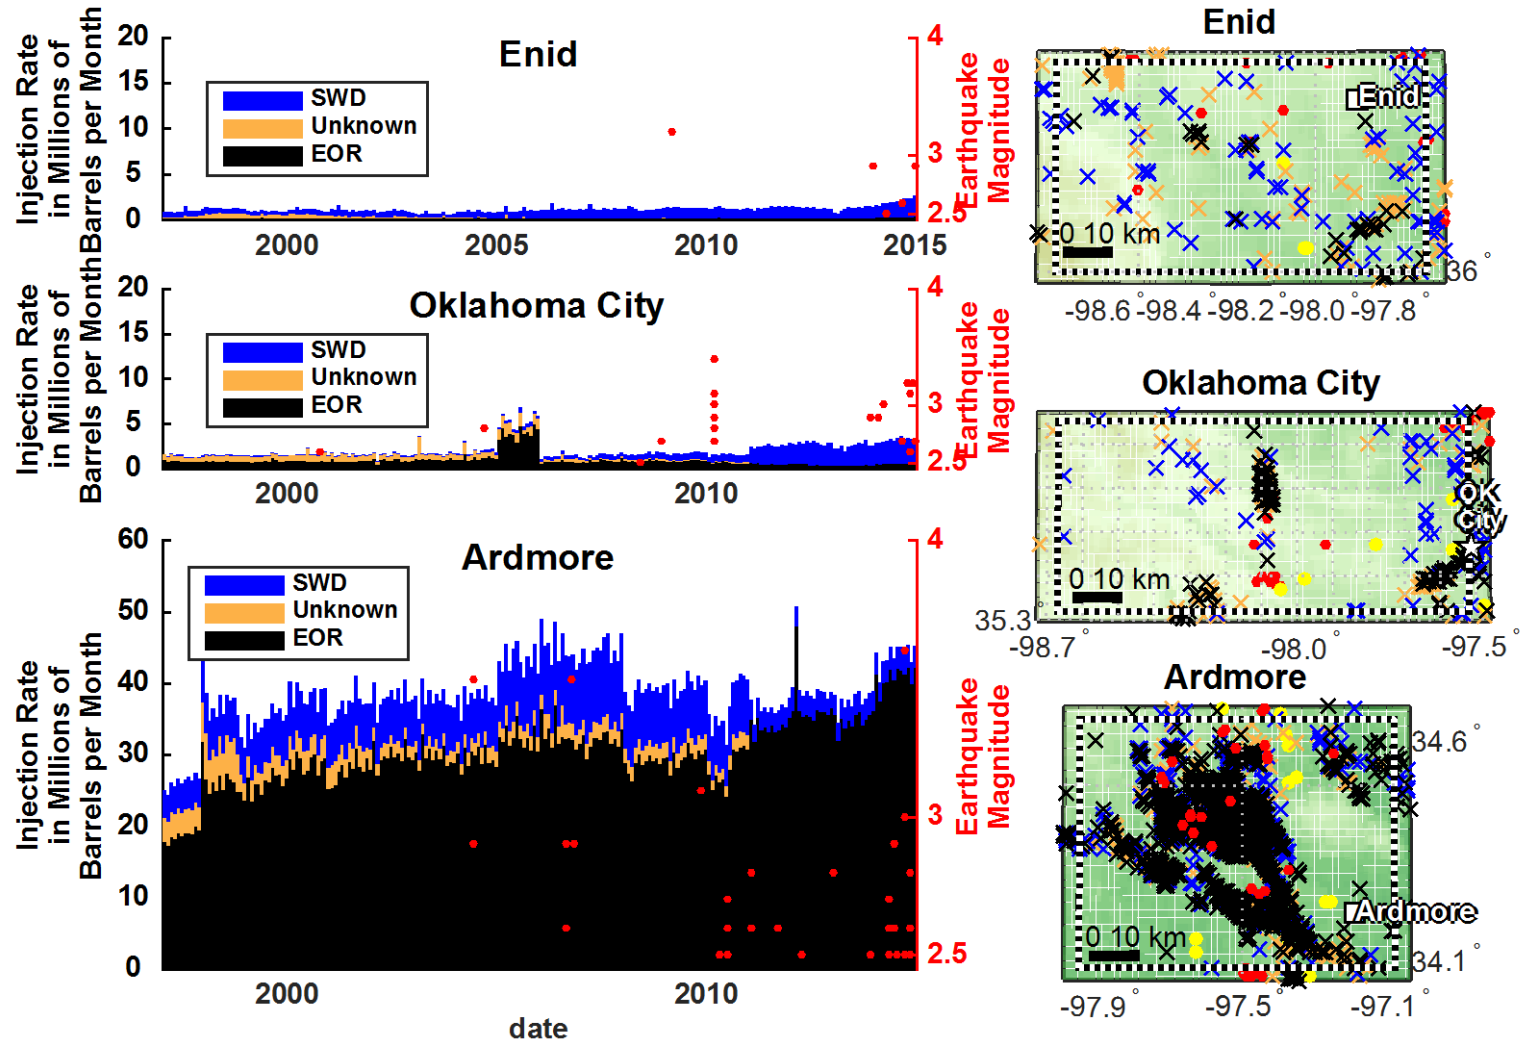 Enid
Injection Rate
in Millions of
Barrels per Month
20
15
10
5
0
SWD
Unknown
EOR
2000
2005
2010
2015
4
3
2.5
Earthquake
Magnitude
Enid
Enid
0 10 km
36 °
-98.6 °
-98.4 °
-98.2 °
-98.0 °
-97.8 °
Oklahoma City
Injection Rate
in Millions of
Barrels per Month
20
15
10
5
0
SWD
Unknown
EOR
2000
2010
4
3
2.5
Earthquake
Magnitude
Oklahoma City
OK
City
0 10 km
35.3 °
-98.7 °
-98.0 °
-97.5 °
Ardmore
Injection Rate
in Millions of
Barrels per Month
60
50
40
30
20
10
0
SWD
Unknown
EOR
2000
2010
date
4
3
2.5
Earthquake
Magnitude
Ardmore
Ardmore
0 10 km
34.6 °
34.1 °
-97.9 °
-97.5 °
-97.1 °